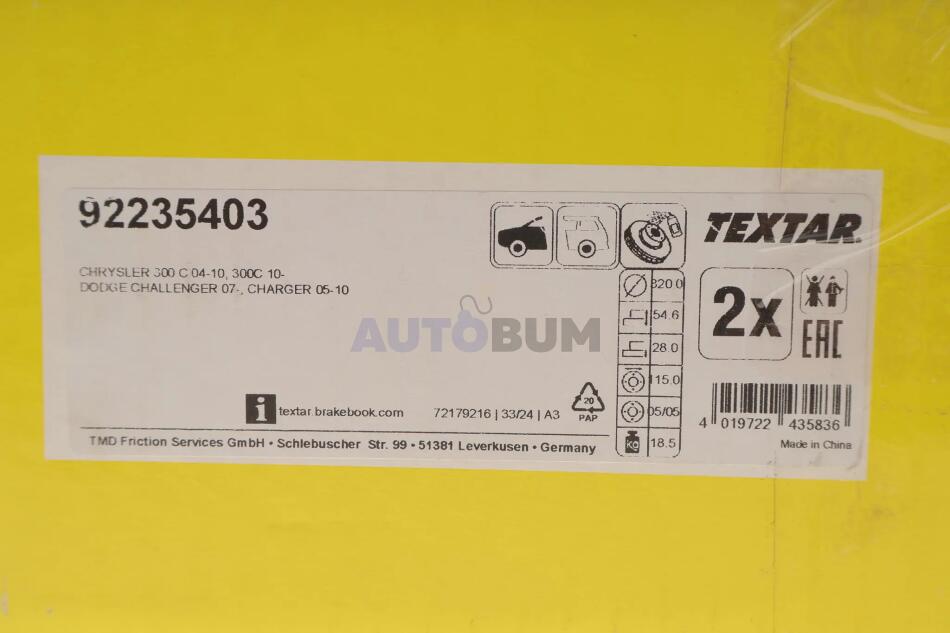 92235403
TEXTAR.
CHRYSLER 300 C 04-10, 300C 10-
DODGE CHALLENGER 07-, CHARGER 05-10
320.0
54.6
28.0
115.0
05/05
kg 18.5
2x
EAC
AUTOBUM
i textar.brakebook.com
72179216 | 33/24 | A3
20
PAP
TMD Friction Services GmbH • Schlebuscher Str. 99 • 51381 Leverkusen • Germany
4 019722 435836
Made in China